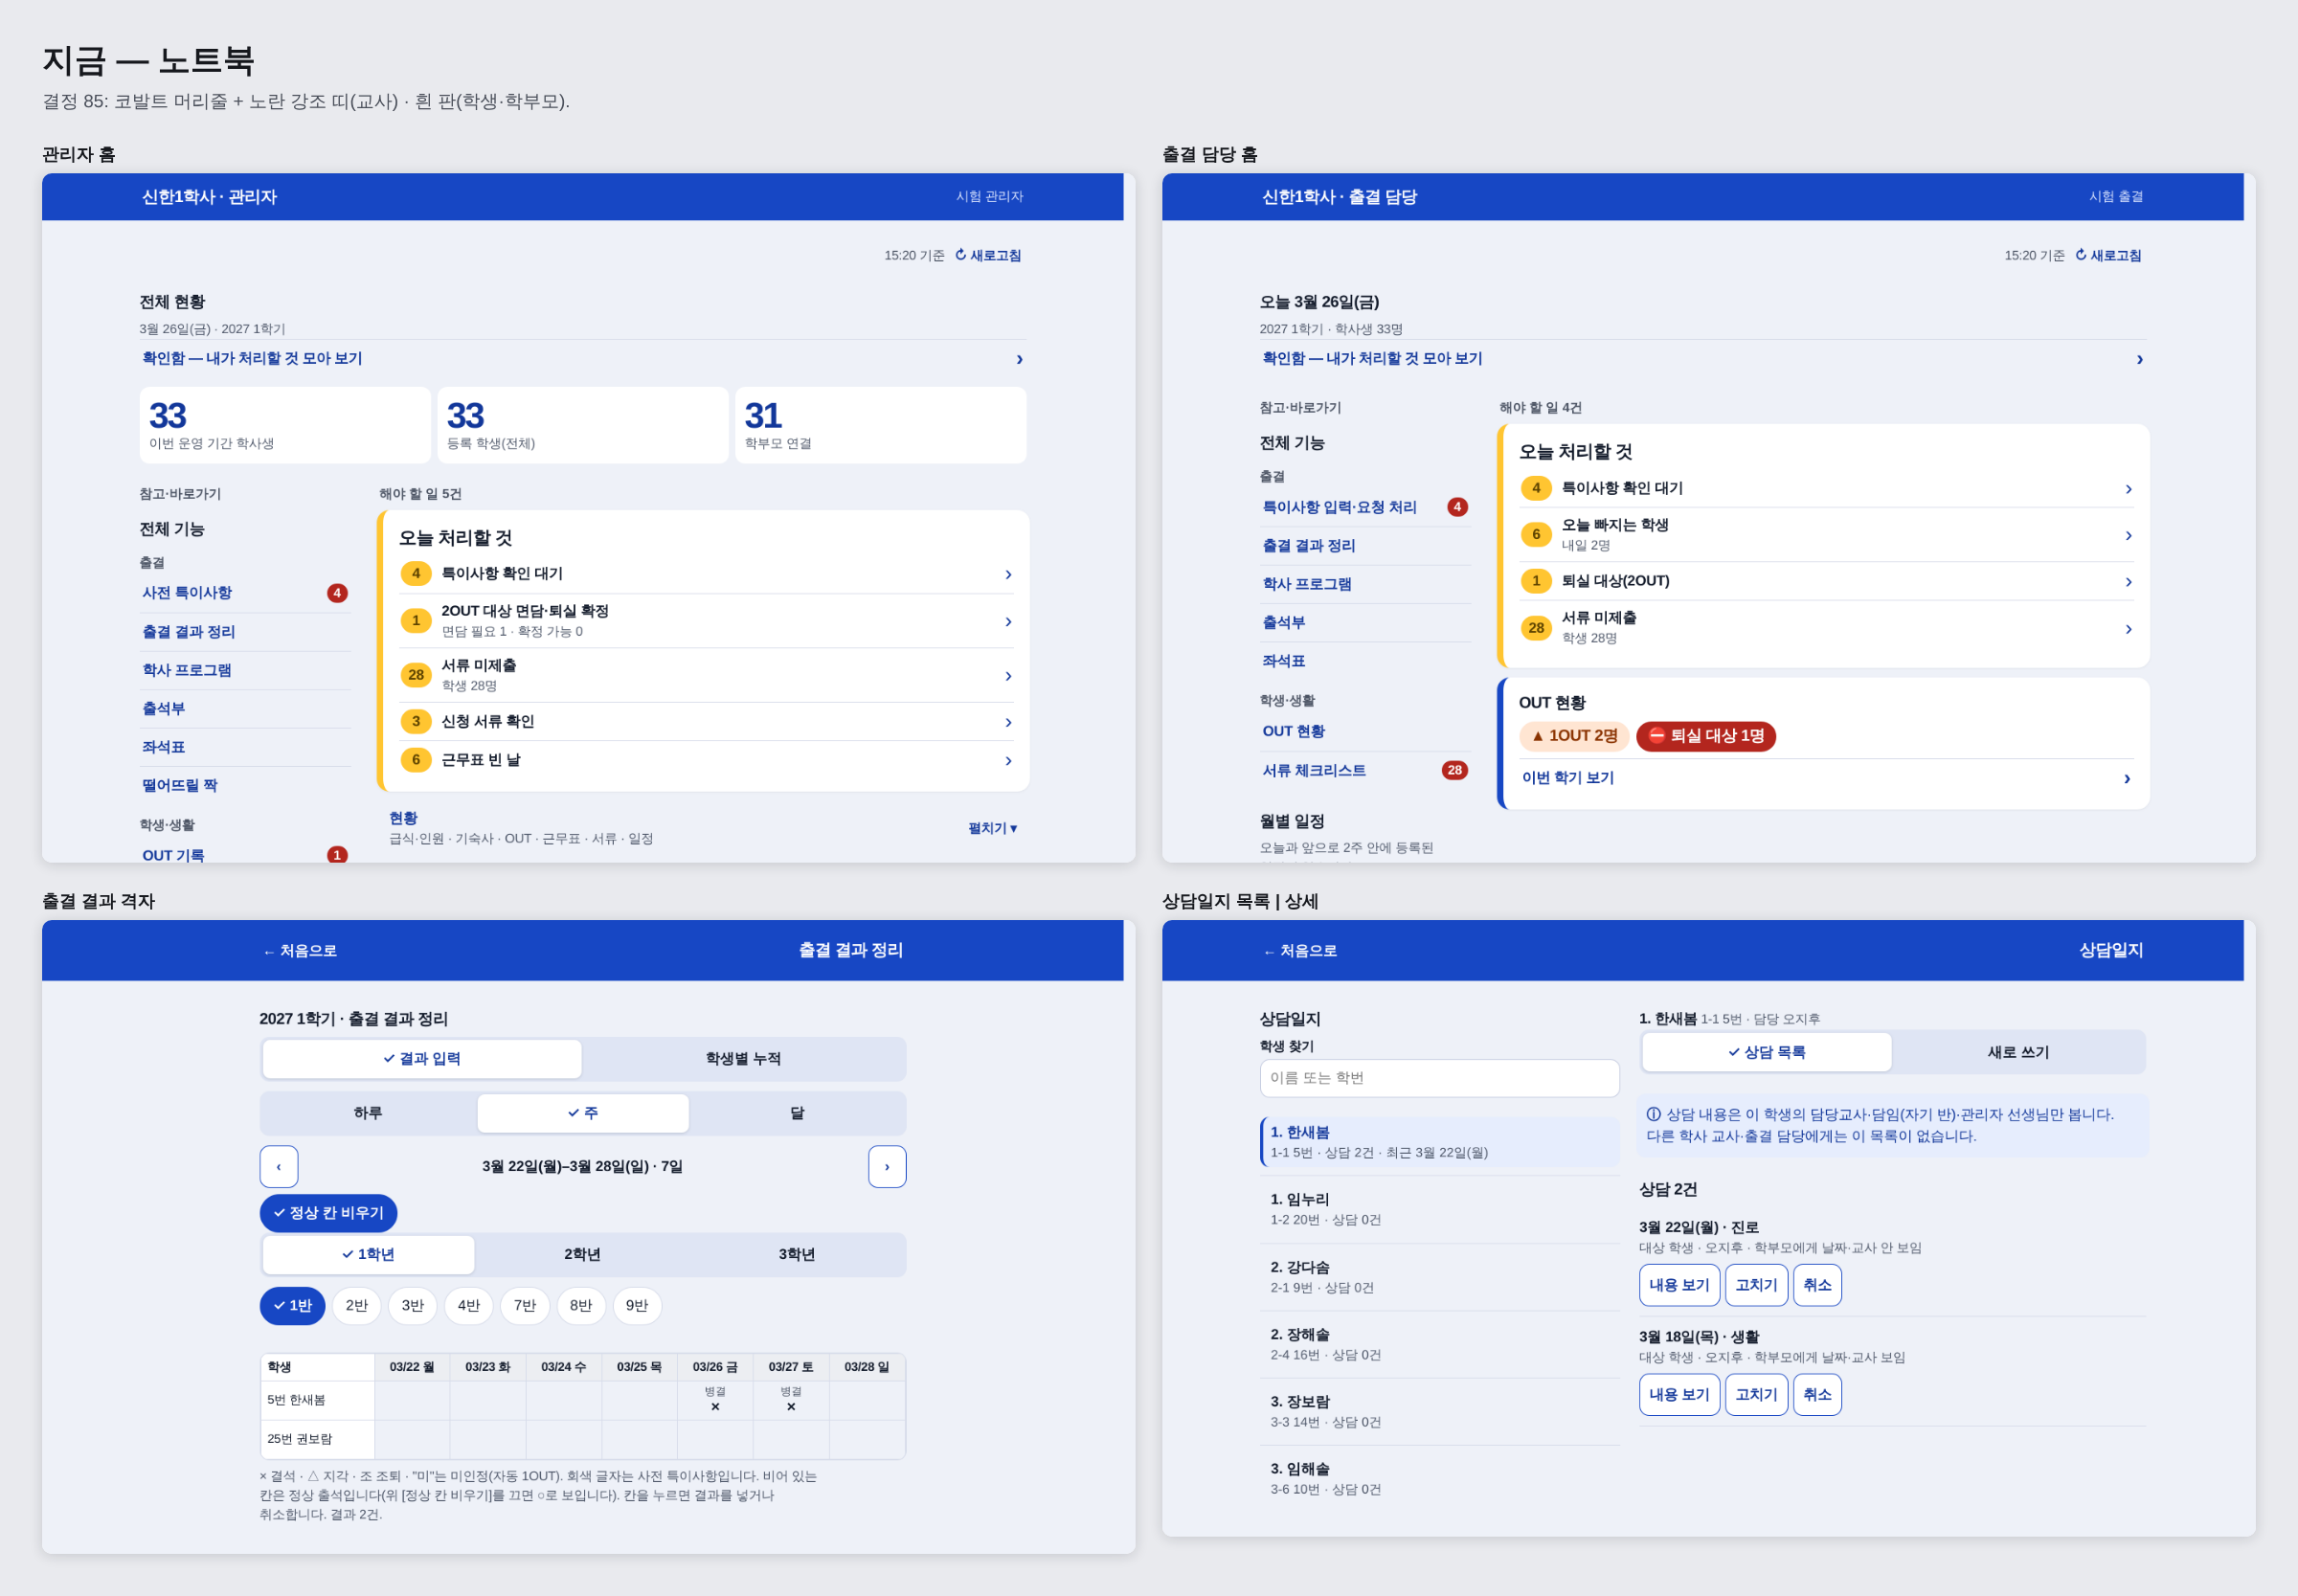 지금 — 노트북
결정 85: 코발트 머리줄 + 노란 강조 띠(교사) · 흰 판(학생·학부모).
관리자 홈
신한1학사 · 관리자
시험 관리자
15:20 기준 새로고침
전체 현황
3월 26일(금) · 2027 1학기
확인함 — 내가 처리할 것 모아 보기 ›
33
이번 운영 기간 학사생
33
등록 학생(전체)
31
학부모 연결
참고·바로가기
전체 기능
출결
사전 특이사항 4
출결 결과 정리
학사 프로그램
출석부
좌석표
떨어뜨릴 짝
학생·생활
OUT 기록 1
해야 할 일 5건
오늘 처리할 것
4 특이사항 확인 대기 ›
1 2OUT 대상 면담·퇴실 확정 ›
면담 필요 1 · 확정 가능 0
28 서류 미제출 ›
학생 28명
3 신청 서류 확인 ›
6 근무표 빈 날 ›
현황
급식·인원 · 기숙사 · OUT · 근무표 · 서류 · 일정
펼치기 ▾
출결 담당 홈
신한1학사 · 출결 담당
시험 출결
15:20 기준 새로고침
오늘 3월 26일(금)
2027 1학기 · 학사생 33명
확인함 — 내가 처리할 것 모아 보기 ›
참고·바로가기
전체 기능
출결
특이사항 입력·요청 처리 4
출결 결과 정리
학사 프로그램
출석부
좌석표
학생·생활
OUT 현황
서류 체크리스트 28
월별 일정
오늘과 앞으로 2주 안에 등록된
해야 할 일 4건
오늘 처리할 것
4 특이사항 확인 대기 ›
6 오늘 빠지는 학생 ›
내일 2명
1 퇴실 대상(2OUT) ›
28 서류 미제출 ›
학생 28명
OUT 현황
▲ 1OUT 2명 ⛔ 퇴실 대상 1명
이번 학기 보기 ›
출결 결과 격자
← 처음으로
출결 결과 정리
2027 1학기 · 출결 결과 정리
✓ 결과 입력 학생별 누적
하루 ✓ 주 달
‹ 3월 22일(월)–3월 28일(일) · 7일 ›
✓ 정상 칸 비우기
✓ 1학년 2학년 3학년
✓ 1반 2반 3반 4반 7반 8반 9반
학생 03/22 월 03/23 화 03/24 수 03/25 목 03/26 금 03/27 토 03/28 일
5번 한새봄 병결 × 병결 ×
25번 권보람
× 결석 · △ 지각 · 조 조퇴 · "미"는 미인정(자동 1OUT). 회색 글자는 사전 특이사항입니다. 비어 있는
칸은 정상 출석입니다(위 [정상 칸 비우기]를 끄면 ○로 보입니다). 칸을 누르면 결과를 넣거나
취소합니다. 결과 2건.
상담일지 목록 | 상세
← 처음으로
상담일지
상담일지
학생 찾기
이름 또는 학번
1. 한새봄
1-1 5번 · 상담 2건 · 최근 3월 22일(월)
1. 임누리
1-2 20번 · 상담 0건
2. 강다솜
2-1 9번 · 상담 0건
2. 장해솔
2-4 16번 · 상담 0건
3. 장보람
3-3 14번 · 상담 0건
3. 임해솔
3-6 10번 · 상담 0건
1. 한새봄 1-1 5번 · 담당 오지후
✓ 상담 목록 새로 쓰기
ⓘ 상담 내용은 이 학생의 담당교사·담임(자기 반)·관리자 선생님만 봅니다.
다른 학사 교사·출결 담당에게는 이 목록이 없습니다.
상담 2건
3월 22일(월) · 진로
대상 학생 · 오지후 · 학부모에게 날짜·교사 안 보임
내용 보기 고치기 취소
3월 18일(목) · 생활
대상 학생 · 오지후 · 학부모에게 날짜·교사 보임
내용 보기 고치기 취소